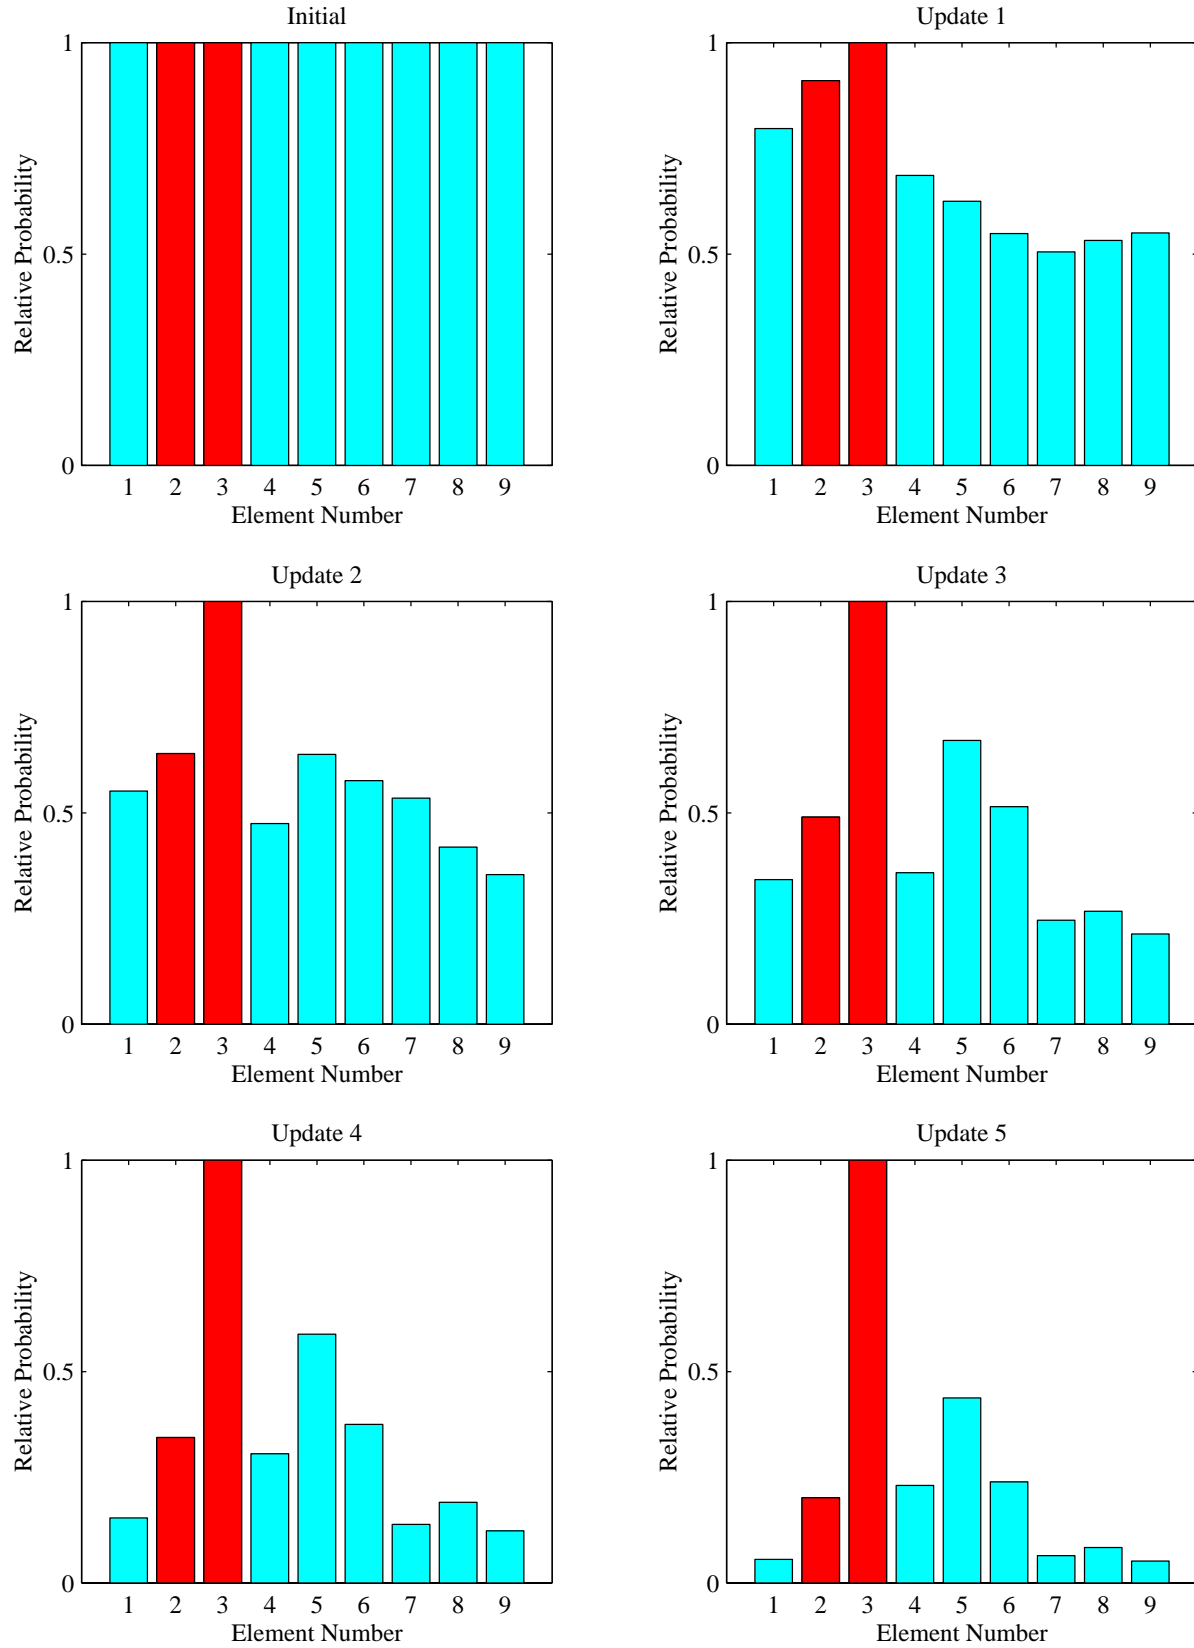 Initial
1
0.5
0
Relative Probability
1 2 3 4 5 6 7 8 9
Element Number
Update 1
1
0.5
0
Relative Probability
1 2 3 4 5 6 7 8 9
Element Number
Update 2
1
0.5
0
Relative Probability
1 2 3 4 5 6 7 8 9
Element Number
Update 3
1
0.5
0
Relative Probability
1 2 3 4 5 6 7 8 9
Element Number
Update 4
1
0.5
0
Relative Probability
1 2 3 4 5 6 7 8 9
Element Number
Update 5
1
0.5
0
Relative Probability
1 2 3 4 5 6 7 8 9
Element Number